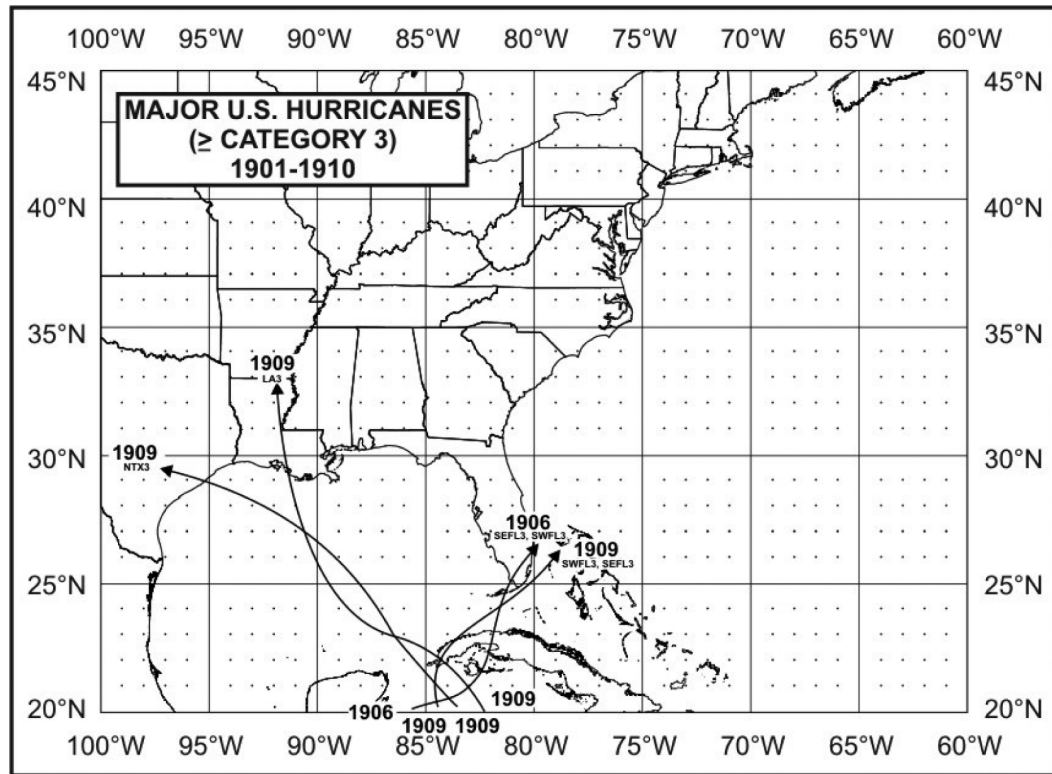 100°W 95°W 90°W 85°W 80°W 75°W 70°W 65°W 60°W
45°N 45°N
MAJOR U.S. HURRICANES
(≥ CATEGORY 3)
1901-1910
40°N 40°N
35°N 35°N
1909
LA3
1909
NTX3
30°N 30°N
1906
SEFL3, SWFL3
1909
SWFL3, SEFL3
25°N 25°N
1909
20°N 20°N
1906
1909 1909
100°W 95°W 90°W 85°W 80°W 75°W 70°W 65°W 60°W